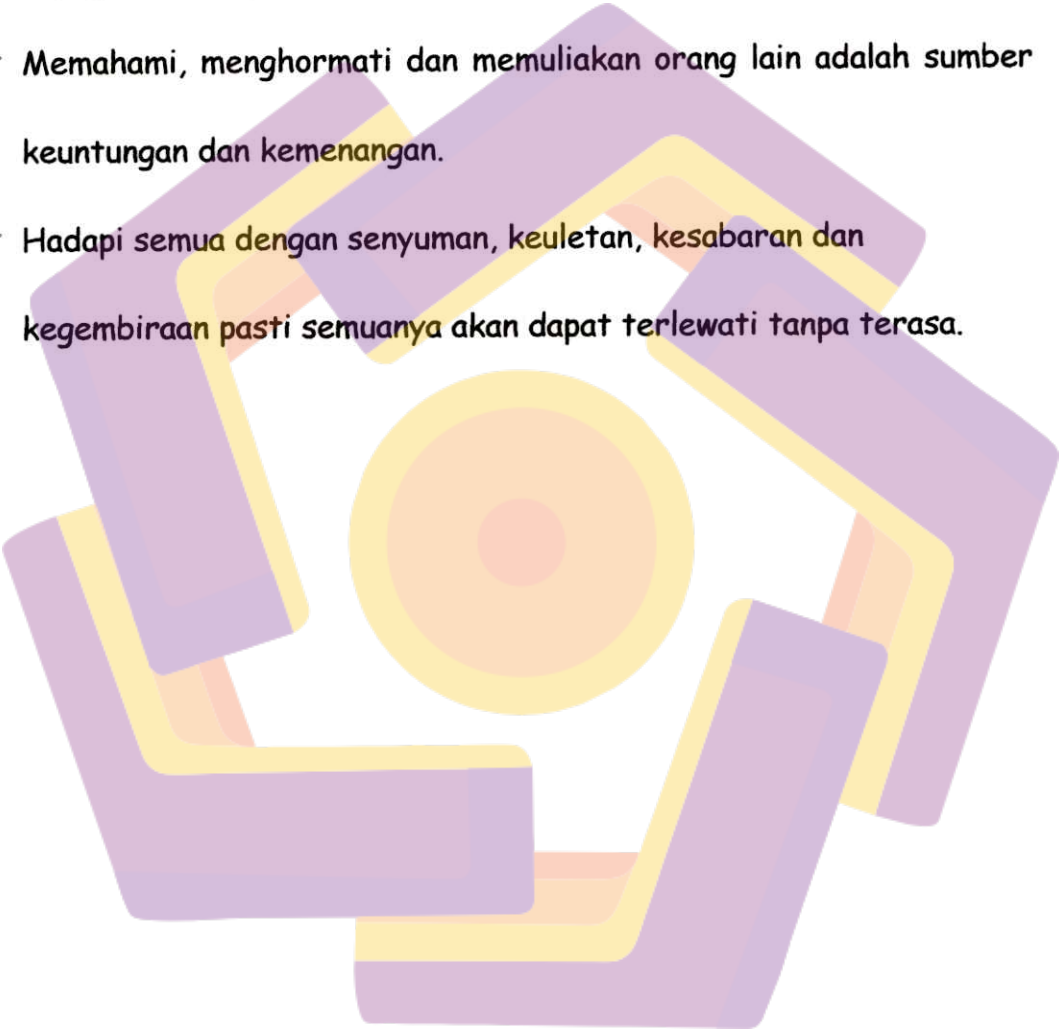 Memahami, menghormati dan memuliakan orang lain adalah sumber
keuntungan dan kemenangan.
Hadapi semua dengan senyuman, keuletan, kesabaran dan
kegembiraan pasti semuanya akan dapat terlewati tanpa terasa.